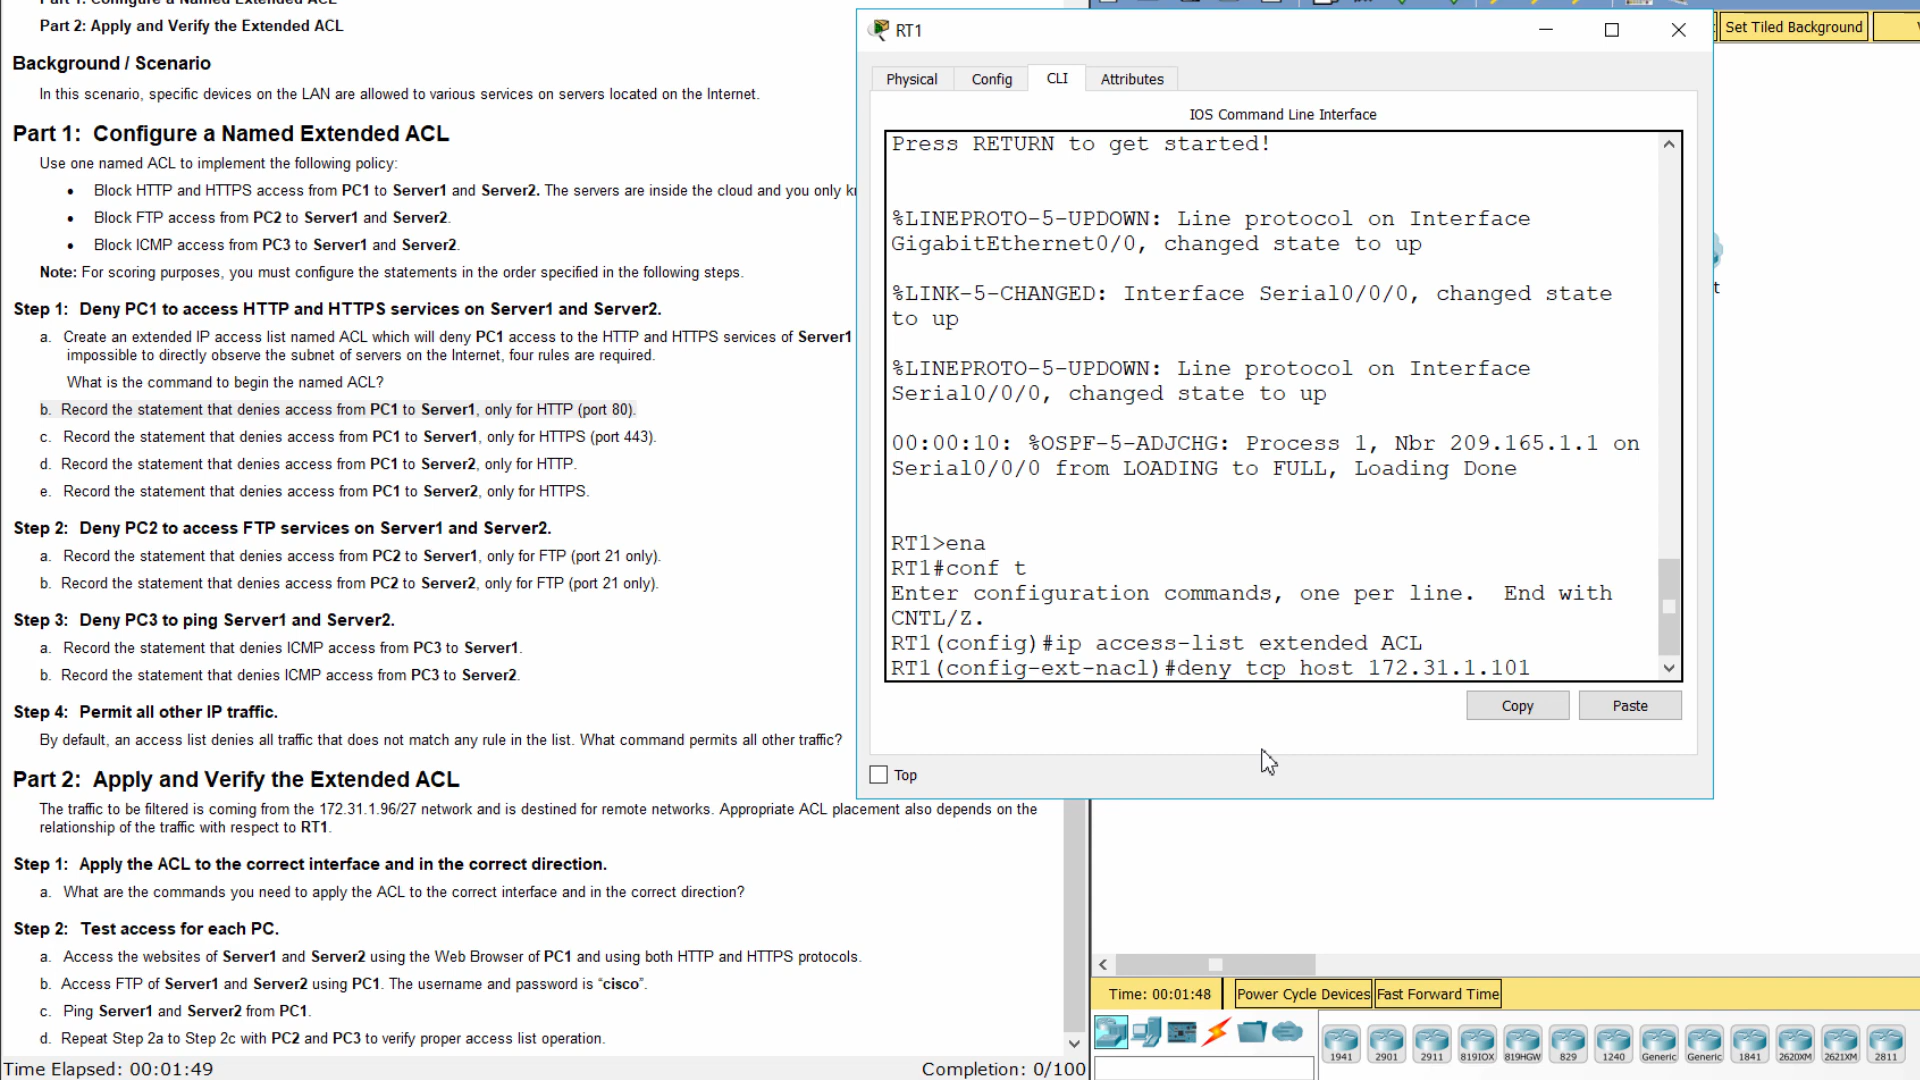 Part 1: Configure a Named Extended ACL
Part 2: Apply and Verify the Extended ACL
Background / Scenario
In this scenario, specific devices on the LAN are allowed to various services on servers located on the Internet.
Part 1: Configure a Named Extended ACL
Use one named ACL to implement the following policy:
• Block HTTP and HTTPS access from PC1 to Server1 and Server2. The servers are inside the cloud and you only
• Block FTP access from PC2 to Server1 and Server2.
• Block ICMP access from PC3 to Server1 and Server2.
Note: For scoring purposes, you must configure the statements in the order specified in the following steps.
Step 1: Deny PC1 to access HTTP and HTTPS services on Server1 and Server2.
a. Create an extended IP access list named ACL which will deny PC1 access to the HTTP and HTTPS services of Server1
impossible to directly observe the subnet of servers on the Internet, four rules are required.
What is the command to begin the named ACL?
b. Record the statement that denies access from PC1 to Server1, only for HTTP (port 80).
c. Record the statement that denies access from PC1 to Server1, only for HTTPS (port 443).
d. Record the statement that denies access from PC1 to Server2, only for HTTP.
e. Record the statement that denies access from PC1 to Server2, only for HTTPS.
Step 2: Deny PC2 to access FTP services on Server1 and Server2.
a. Record the statement that denies access from PC2 to Server1, only for FTP (port 21 only).
b. Record the statement that denies access from PC2 to Server2, only for FTP (port 21 only).
Step 3: Deny PC3 to ping Server1 and Server2.
a. Record the statement that denies ICMP access from PC3 to Server1.
b. Record the statement that denies ICMP access from PC3 to Server2.
Step 4: Permit all other IP traffic.
By default, an access list denies all traffic that does not match any rule in the list. What command permits all other traffic?
Part 2: Apply and Verify the Extended ACL
The traffic to be filtered is coming from the 172.31.1.96/27 network and is destined for remote networks. Appropriate ACL placement also depends on the
relationship of the traffic with respect to RT1.
Step 1: Apply the ACL to the correct interface and in the correct direction.
a. What are the commands you need to apply the ACL to the correct interface and in the correct direction?
Step 2: Test access for each PC.
a. Access the websites of Server1 and Server2 using the Web Browser of PC1 and using both HTTP and HTTPS protocols.
b. Access FTP of Server1 and Server2 using PC1. The username and password is “cisco”.
c. Ping Server1 and Server2 from PC1.
d. Repeat Step 2a to Step 2c with PC2 and PC3 to verify proper access list operation.
Time Elapsed: 00:01:49
Completion: 0/100
RT1
Physical
Config
CLI
Attributes
IOS Command Line Interface
Press RETURN to get started!
%LINEPROTO-5-UPDOWN: Line protocol on Interface
GigabitEthernet0/0, changed state to up
%LINK-5-CHANGED: Interface Serial0/0/0, changed state
to up
%LINEPROTO-5-UPDOWN: Line protocol on Interface
Serial0/0/0, changed state to up
00:00:10: %OSPF-5-ADJCHG: Process 1, Nbr 209.165.1.1 on
Serial0/0/0 from LOADING to FULL, Loading Done
RT1>ena
RT1#conf t
Enter configuration commands, one per line. End with
CNTL/Z.
RT1(config)#ip access-list extended ACL
RT1(config-ext-nacl)#deny tcp host 172.31.1.101
Copy
Paste
Top
Set Tiled Background
t
Time: 00:01:48
Power Cycle Devices
Fast Forward Time
1941
2901
2911
819IOX
819HGW
829
1240
Generic
Generic
1841
2620XM
2621XM
2811